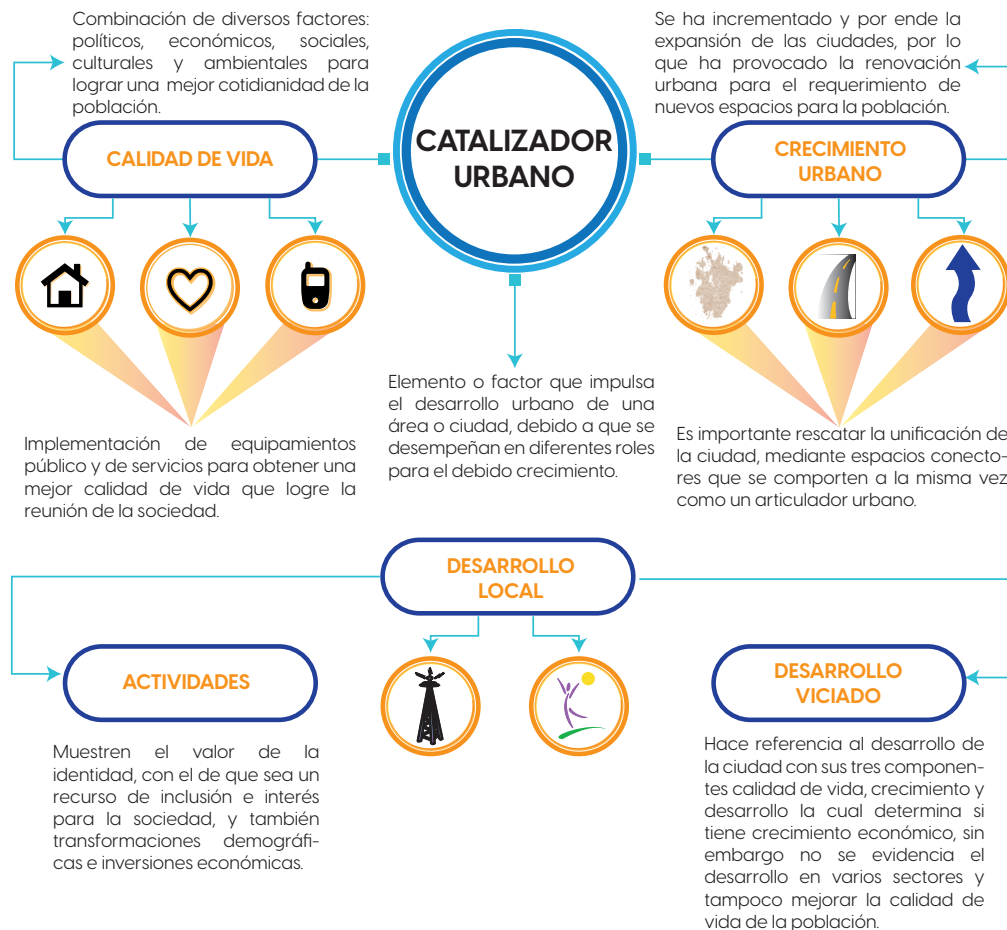 Combinación de diversos factores:
políticos, económicos, sociales,
culturales y ambientales para
lograr una mejor cotidianidad de la
población.
CALIDAD DE VIDA
CATALIZADOR
URBANO
Se ha incrementado y por ende la
expansión de las ciudades, por lo
que ha provocado la renovación
urbana para el requerimiento de
nuevos espacios para la población.
CRECIMIENTO
URBANO
Implementación de equipamientos
público y de servicios para obtener una
mejor calidad de vida que logre la
reunión de la sociedad.
Elemento o factor que impulsa
el desarrollo urbano de una
área o ciudad, debido a que se
desempeñan en diferentes roles
para el debido crecimiento.
Es importante rescatar la unificación de
la ciudad, mediante espacios conecto-
res que se comporten a la misma vez
como un articulador urbano.
DESARROLLO
LOCAL
ACTIVIDADES
Muestren el valor de la
identidad, con el de que sea un
recurso de inclusión e interés
para la sociedad, y también
transformaciones demográfi-
cas e inversiones económicas.
DESARROLLO
VICIADO
Hace referencia al desarrollo de
la ciudad con sus tres componen-
tes calidad de vida, crecimiento y
desarrollo la cual determina si
tiene crecimiento económico, sin
embargo no se evidencia el
desarrollo en varios sectores y
tampoco mejorar la calidad de
vida de la población.